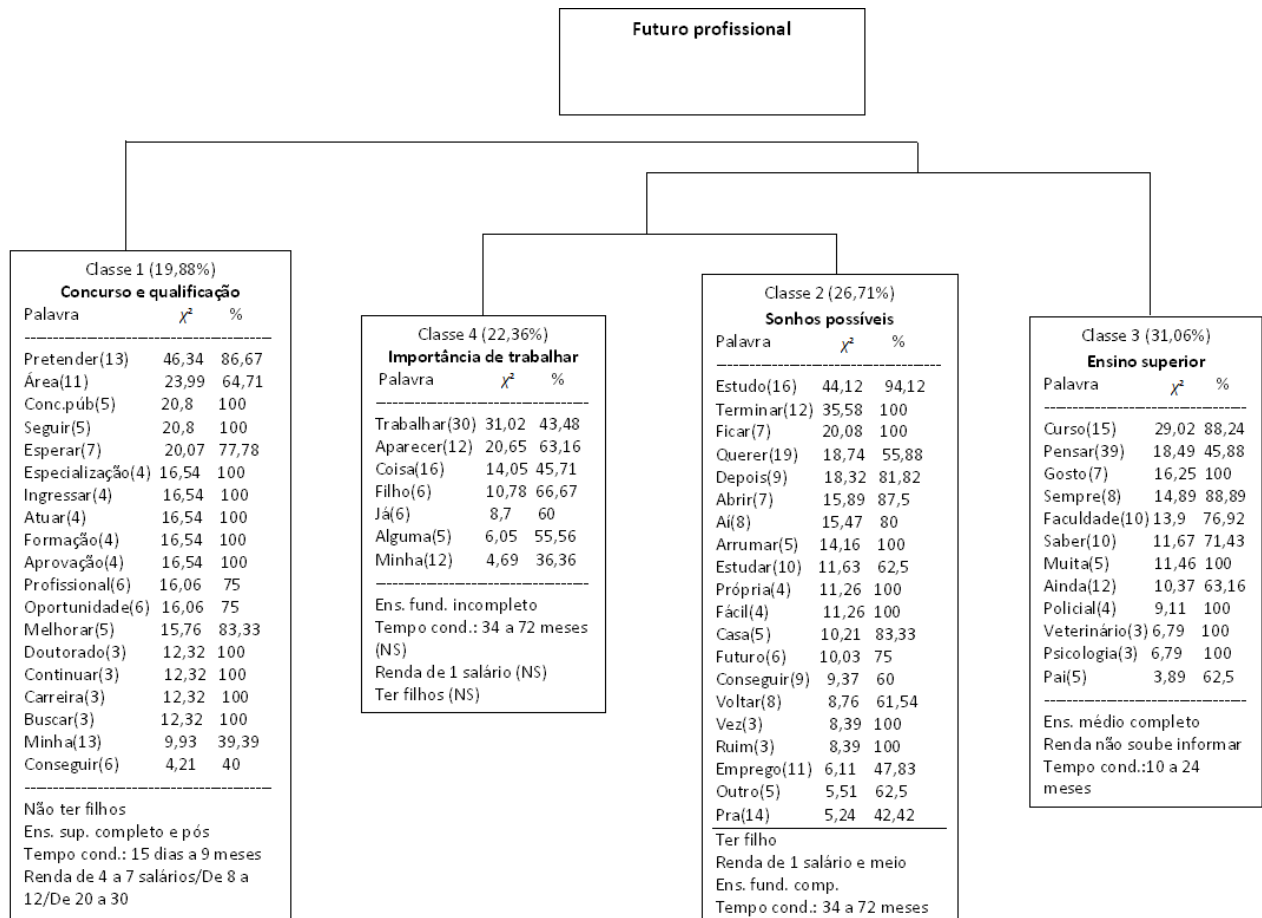 Futuro profissional
Classe 1 (19,88%)
Concurso e qualificação
Palavra χ² %
Pretender(13) 46,34 86,67
Área(11) 23,99 64,71
Conc.púb(5) 20,8 100
Seguir(5) 20,8 100
Esperar(7) 20,07 77,78
Especialização(4) 16,54 100
Ingressar(4) 16,54 100
Atuar(4) 16,54 100
Formação(4) 16,54 100
Aprovação(4) 16,54 100
Profissional(6) 16,06 75
Oportunidade(6) 16,06 75
Melhorar(5) 15,76 83,33
Doutorado(3) 12,32 100
Continuar(3) 12,32 100
Carreira(3) 12,32 100
Buscar(3) 12,32 100
Minha(13) 9,93 39,39
Conseguir(6) 4,21 40
Não ter filhos
Ens. sup. completo e pós
Tempo cond.: 15 dias a 9 meses
Renda de 4 a 7 salários/De 8 a
12/De 20 a 30
Classe 4 (22,36%)
Importância de trabalhar
Palavra χ² %
Trabalhar(30) 31,02 43,48
Aparecer(12) 20,65 63,16
Coisa(16) 14,05 45,71
Filho(6) 10,78 66,67
Já(6) 8,7 60
Alguma(5) 6,05 55,56
Minha(12) 4,69 36,36
Ens. fund. incompleto
Tempo cond.: 34 a 72 meses
(NS)
Renda de 1 salário (NS)
Ter filhos (NS)
Classe 2 (26,71%)
Sonhos possíveis
Palavra χ² %
Estudo(16) 44,12 94,12
Terminar(12) 35,58 100
Ficar(7) 20,08 100
Querer(19) 18,74 55,88
Depois(9) 18,32 81,82
Abrir(7) 15,89 87,5
Aí(8) 15,47 80
Arrumar(5) 14,16 100
Estudar(10) 11,63 62,5
Própria(4) 11,26 100
Fácil(4) 11,26 100
Casa(5) 10,21 83,33
Futuro(6) 10,03 75
Conseguir(9) 9,37 60
Voltar(8) 8,76 61,54
Vez(3) 8,39 100
Ruim(3) 8,39 100
Emprego(11) 6,11 47,83
Outro(5) 5,51 62,5
Pra(14) 5,24 42,42
Ter filho
Renda de 1 salário e meio
Ens. fund. comp.
Tempo cond.: 34 a 72 meses
Classe 3 (31,06%)
Ensino superior
Palavra χ² %
Curso(15) 29,02 88,24
Pensar(39) 18,49 45,88
Gosto(7) 16,25 100
Sempre(8) 14,89 88,89
Faculdade(10) 13,9 76,92
Saber(10) 11,67 71,43
Muita(5) 11,46 100
Ainda(12) 10,37 63,16
Policial(4) 9,11 100
Veterinário(3) 6,79 100
Psicologia(3) 6,79 100
Pai(5) 3,89 62,5
Ens. médio completo
Renda não soube informar
Tempo cond.:10 a 24
meses